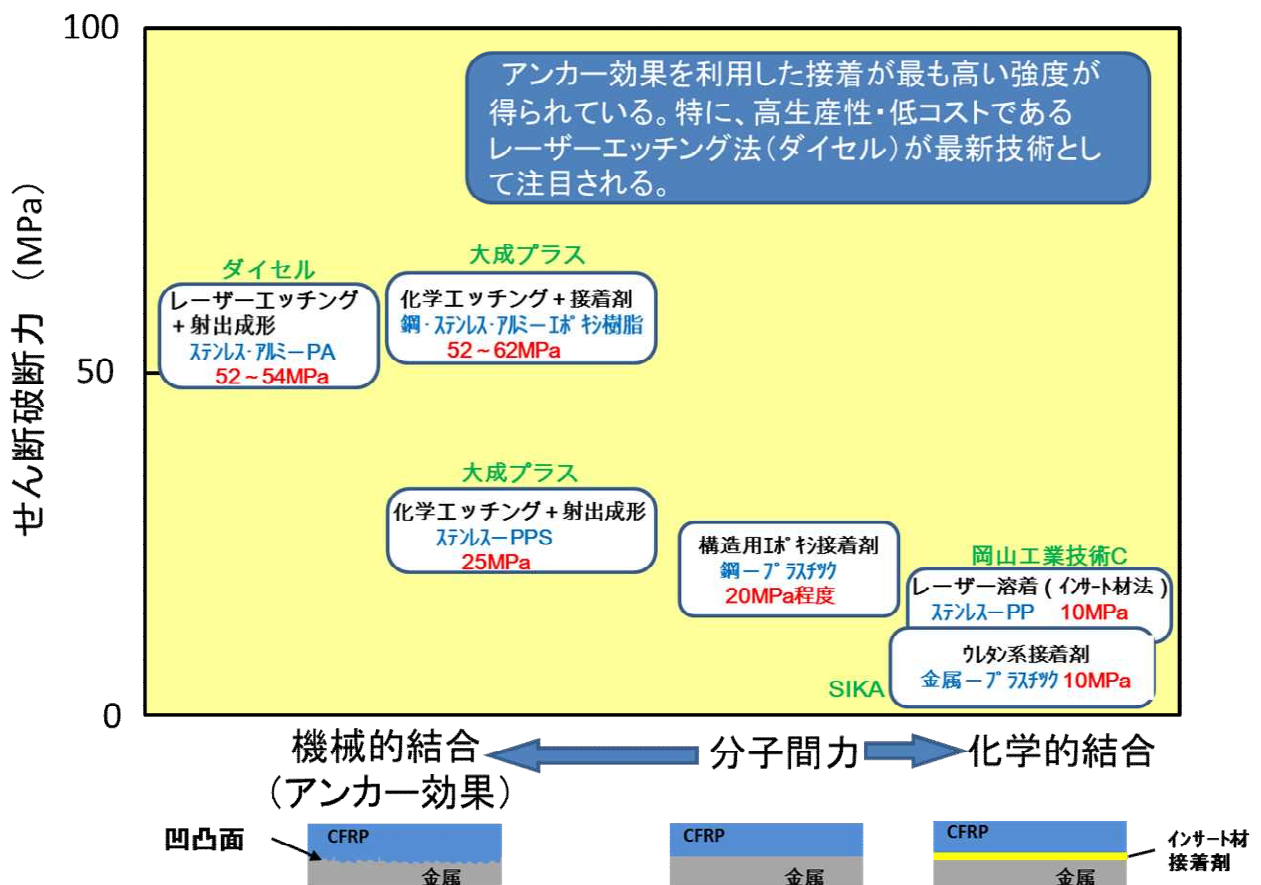 100
アンカー効果を利用した接着が最も高い強度が
得られている。特に、高生産性・低コストである
レーザーエッチング法(ダイセル)が最新技術とし
て注目される。
せん断破断力 (MPa)
ダイセル
レーザーエッチング
+射出成形
ステンレス・アルミーPA
52~54MPa
大成プラス
化学エッチング+接着剤
鋼・ステンレス・アルミーエポキシ樹脂
52~62MPa
50
大成プラス
化学エッチング+射出成形
ステンレスーPPS
25MPa
構造用エポキシ接着剤
鋼ープラスチツク
20MPa程度
岡山工業技術C
レーザー溶着(インサート材法)
ステンレスーPP 10MPa
ウレタン系接着剤
金属ープラスチツク 10MPa
SIKA
0
機械的結合
(アンカー効果)
分子間力
化学的結合
凹凸面
CFRP
金属
CFRP
金属
CFRP
金属
インサート材
接着剤